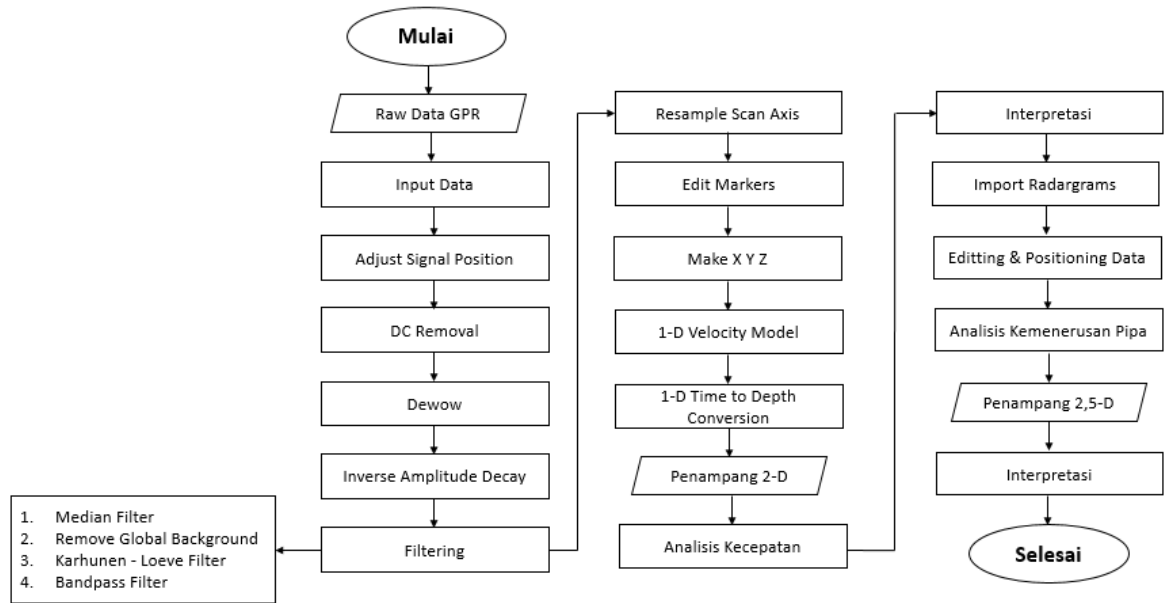 Mulai
Raw Data GPR
Input Data
Adjust Signal Position
DC Removal
Dewow
Inverse Amplitude Decay
Filtering
1. Median Filter
2. Remove Global Background
3. Karhunen - Loeve Filter
4. Bandpass Filter
Resample Scan Axis
Edit Markers
Make X Y Z
1-D Velocity Model
1-D Time to Depth
Conversion
Penampang 2-D
Analisis Kecepatan
Interpretasi
Import Radargrams
Editting & Positioning Data
Analisis Kemenerusan Pipa
Penampang 2,5-D
Interpretasi
Selesai